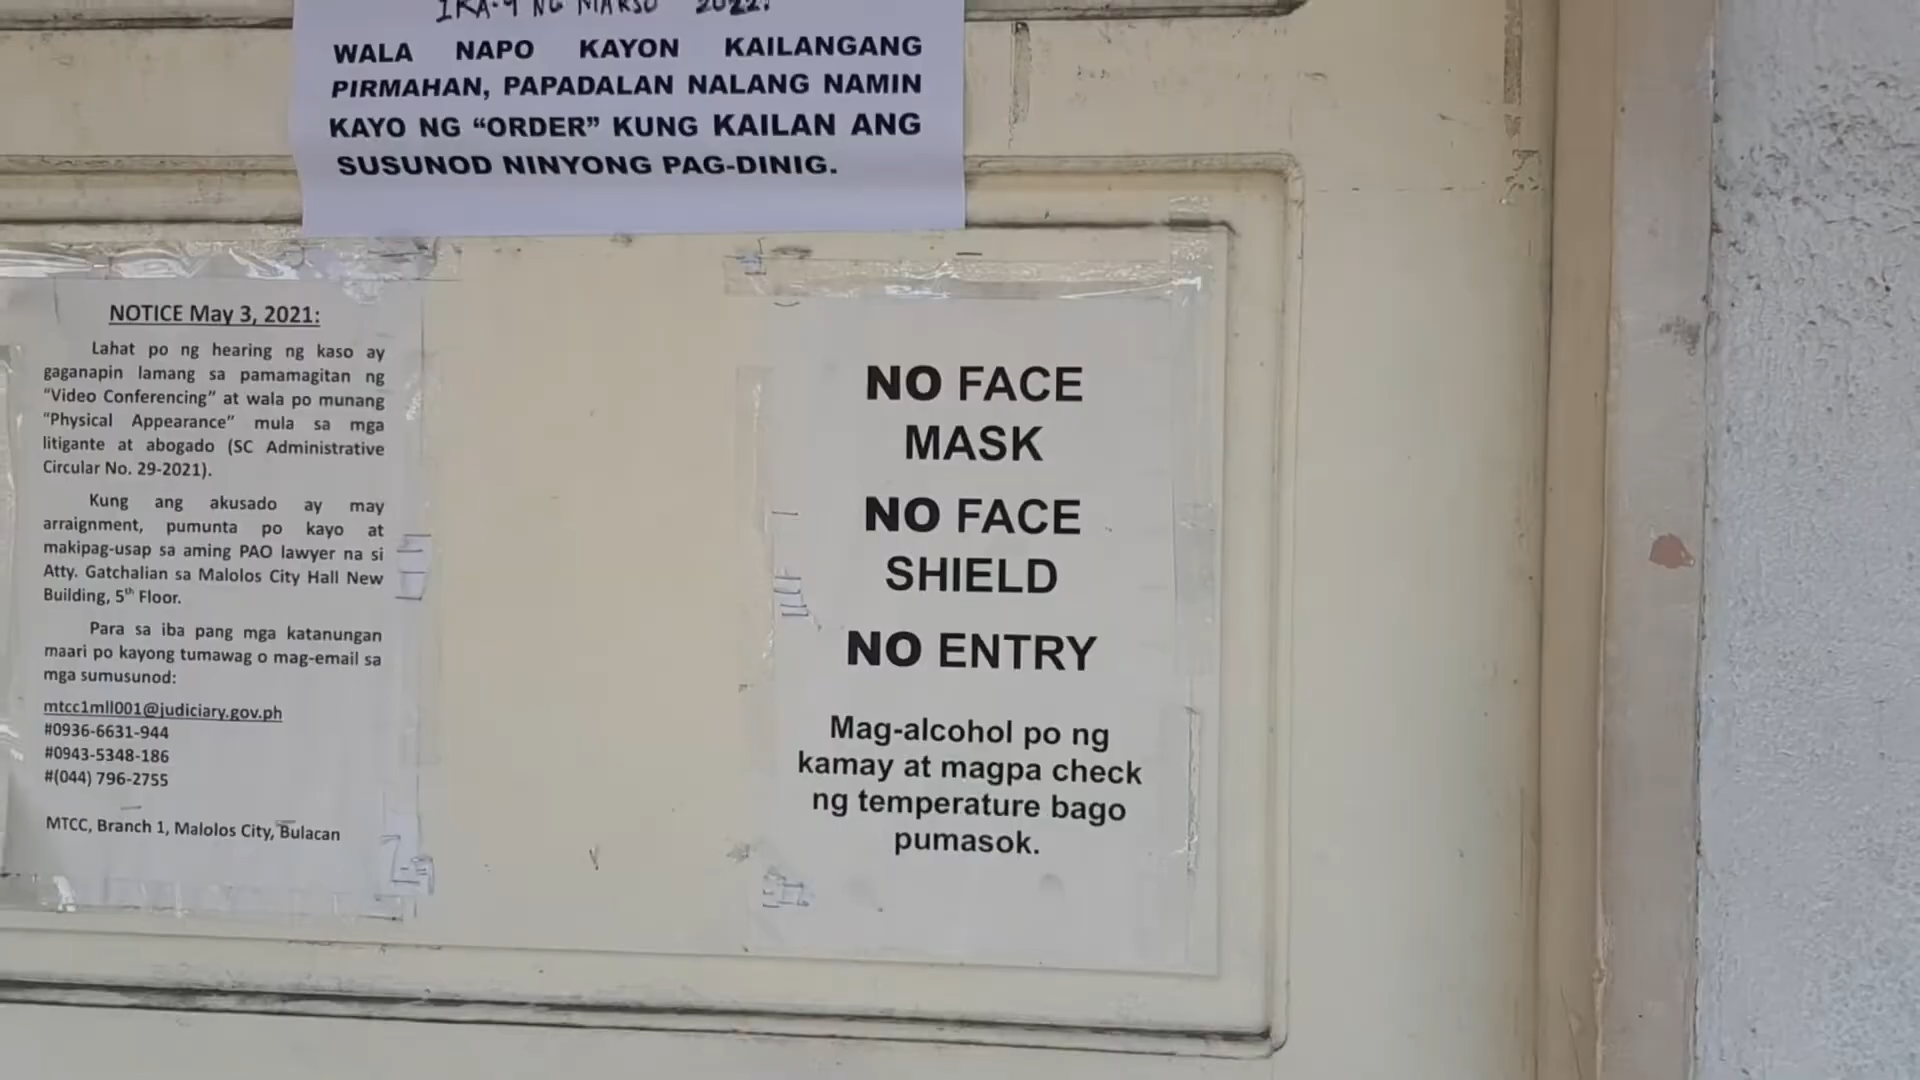 IKA-9 NG MARSO 2022.
WALA NAPO KAYON KAILANGANG
PIRMAHAN, PAPADALAN NALANG NAMIN
KAYO NG “ORDER” KUNG KAILAN ANG
SUSUNOD NINYONG PAG-DINIG.
NOTICE May 3, 2021:
Lahat po ng hearing ng kaso ay
gaganapin lamang sa pamamagitan ng
“Video Conferencing” at wala po munang
“Physical Appearance” mula sa mga
litigante at abogado (SC Administrative
Circular No. 29-2021).
Kung ang akusado ay may
arraignment, pumunta po kayo at
makipag-usap sa aming PAO lawyer na si
Atty. Gatchalian sa Malolos City Hall New
Building, 5th Floor.
Para sa iba pang mga katanungan
maari po kayong tumawag o mag-email sa
mga sumusunod:
mtcc1mll001@judiciary.gov.ph
#0936-6631-944
#0943-5348-186
#(044) 796-2755
MTCC, Branch 1, Malolos City, Bulacan
NO FACE
MASK
NO FACE
SHIELD
NO ENTRY
Mag-alcohol po ng
kamay at magpa check
ng temperature bago
pumasok.